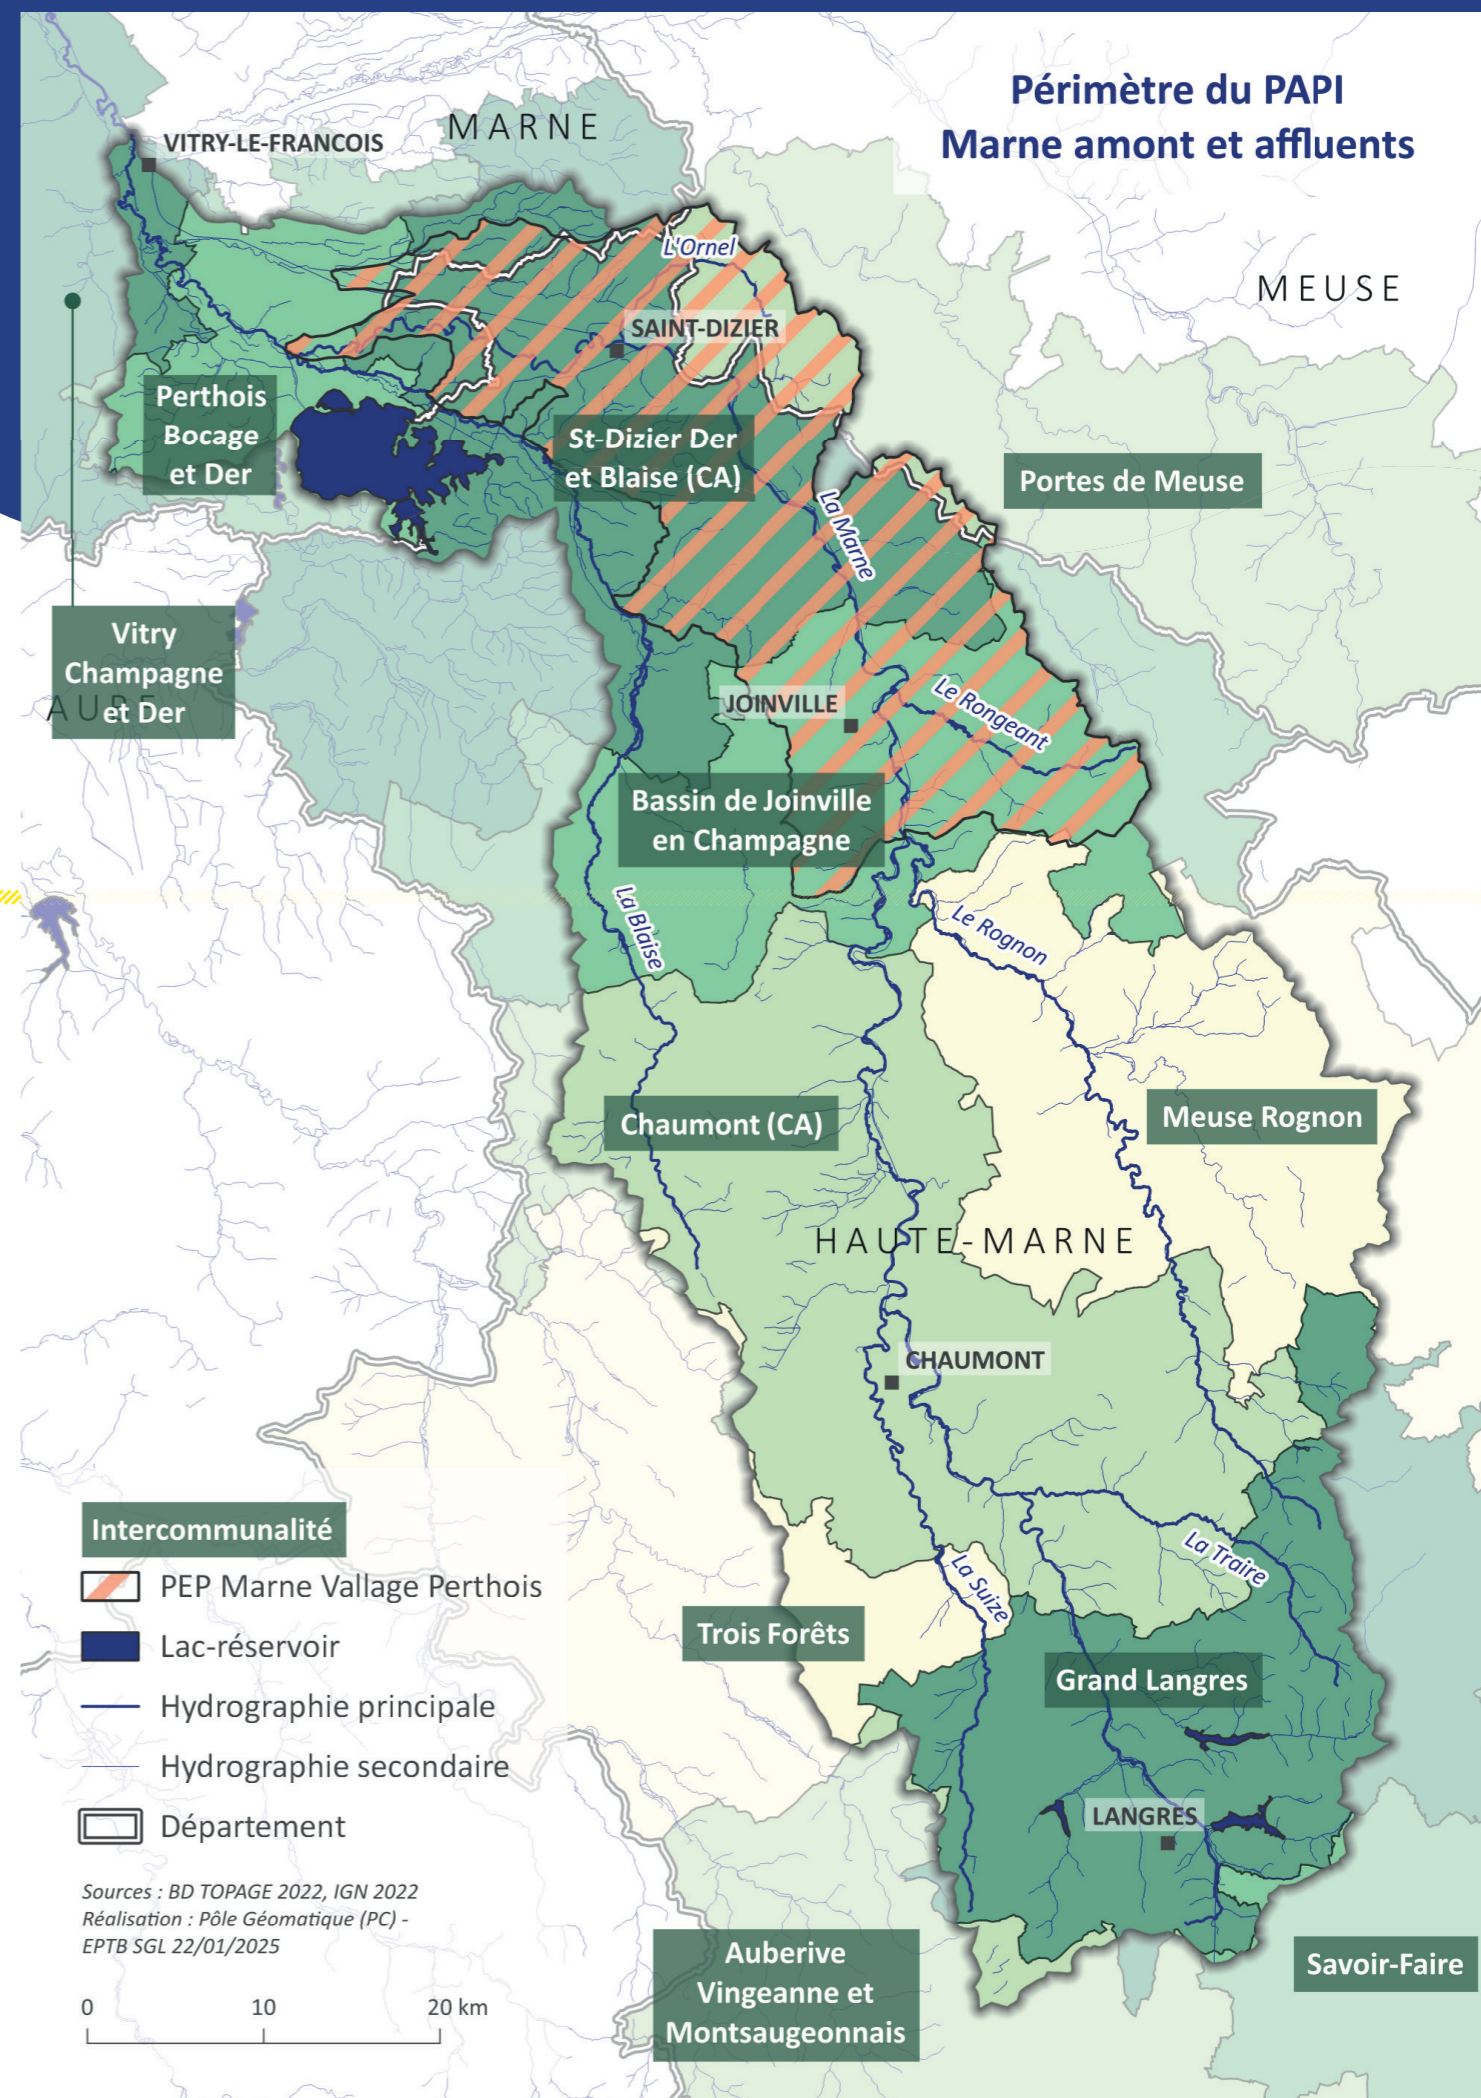 Périmètre du PAPI
Marne amont et affluents
MARNE
VITRY-LE-FRANCOIS
L'Ornel
MEUSE
SAINT-DIZIER
Perthois
Bocage
et Der
St-Dizier Der
et Blaise (CA)
Portes de Meuse
La Marne
Vitry
Champagne
et Der
AUBE
JOINVILLE
Le Rongeant
Bassin de Joinville
en Champagne
La Blaise
Le Rognon
Chaumont (CA)
Meuse Rognon
HAUTE-MARNE
CHAUMONT
La Traire
La Suize
Trois Forêts
Grand Langres
LANGRES
Auberive
Vingeanne et
Montsaugeonnais
Savoir-Faire
Intercommunalité
PEP Marne Vallage Perthois
Lac-réservoir
Hydrographie principale
Hydrographie secondaire
Département
Sources : BD TOPAGE 2022, IGN 2022
Réalisation : Pôle Géomatique (PC) -
EPTB SGL 22/01/2025
0 10 20 km